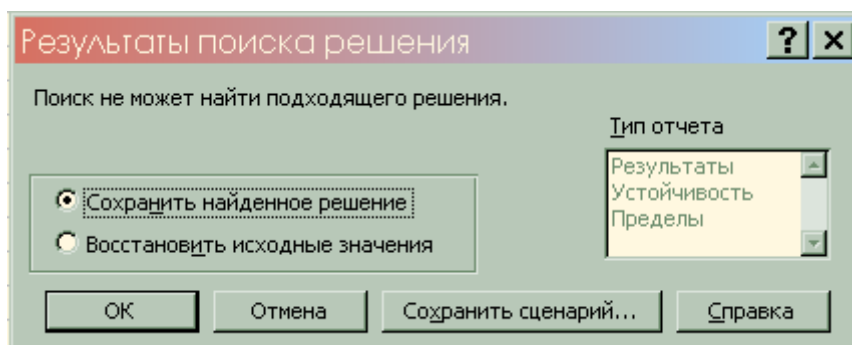 Результаты поиска решения
Поиск не может найти подходящего решения.
Тип отчета
Результаты
Устойчивость
Пределы
Сохранить найденное решение
Восстановить исходные значения
ОК Отмена Сохранить сценарий... Справка